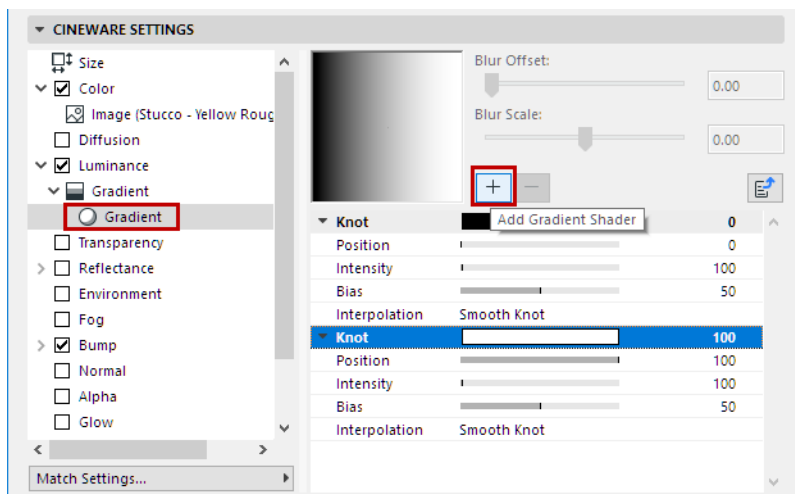 CINEWARE SETTINGS
Size
Color
Image (Stucco - Yellow Roug
Diffusion
Luminance
Gradient
Gradient
Transparency
Reflectance
Environment
Fog
Bump
Normal
Alpha
Glow
Match Settings...
Blur Offset:
0.00
Blur Scale:
0.00
Add Gradient Shader
Knot 0
Position 0
Intensity 100
Bias 50
Interpolation Smooth Knot
Knot 100
Position 100
Intensity 100
Bias 50
Interpolation Smooth Knot